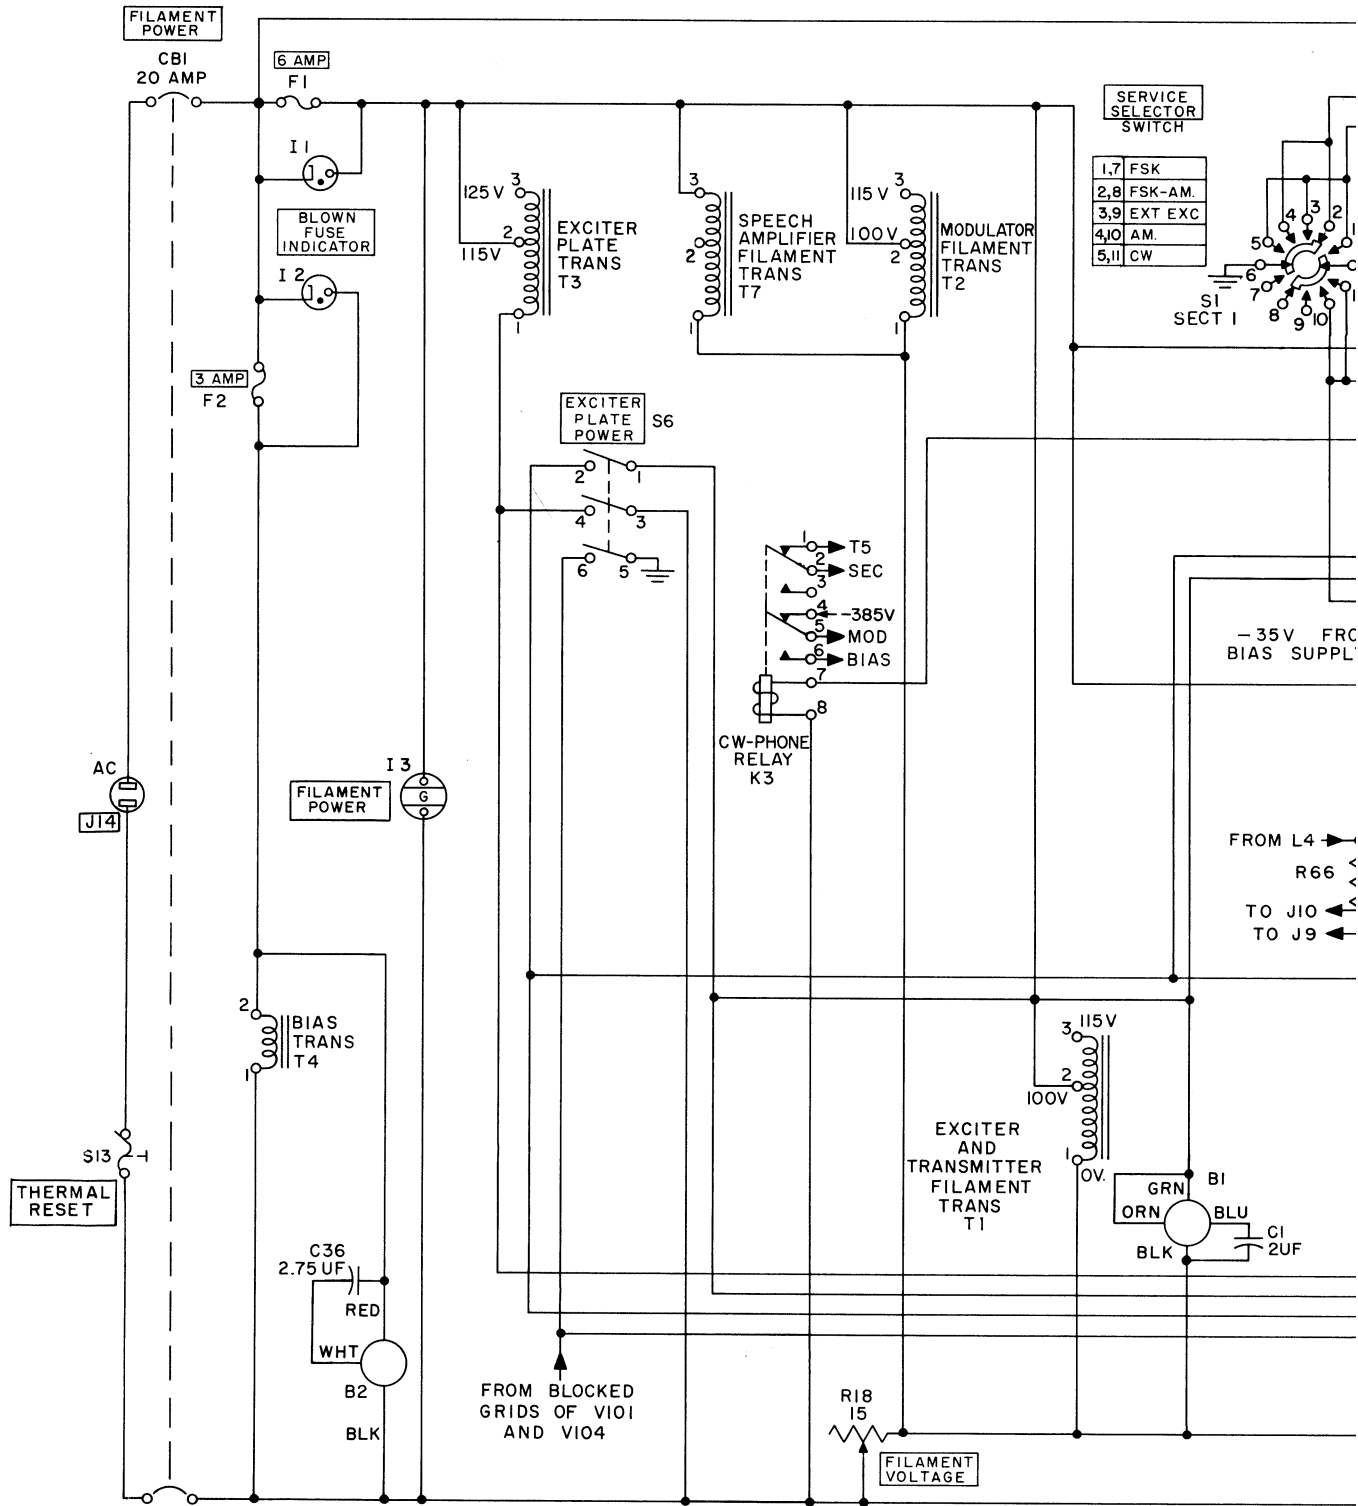 FILAMENT
POWER
CB1
20 AMP
6 AMP
F1
I 1
BLOWN
FUSE
INDICATOR
I 2
3 AMP
F2
125V
3
2
115V
1
EXCITER
PLATE
TRANS
T3
3
2
1
SPEECH
AMPLIFIER
FILAMENT
TRANS
T7
115V
3
100V
2
1
MODULATOR
FILAMENT
TRANS
T2
SERVICE
SELECTOR
SWITCH
1,7 FSK
2,8 FSK-AM.
3,9 EXT EXC
4,10 AM.
5,11 CW
4
3
2
1
5
6
7
8
9
10
1
S1
SECT 1
EXCITER
PLATE
POWER
S6
2
1
4
3
6
5
1
T5
2
SEC
3
4
-385V
5
MOD
6
BIAS
7
8
CW-PHONE
RELAY
K3
-35V FRO
BIAS SUPPL
AC
J14
I 3
FILAMENT
POWER
G
FROM L4
R66
TO J10
TO J9
2
BIAS
TRANS
T4
1
3
115V
2
100V
1
0V.
EXCITER
AND
TRANSMITTER
FILAMENT
TRANS
T1
S13
THERMAL
RESET
GRN
B1
ORN
BLU
BLK
C1
2UF
C36
2.75UF
RED
WHT
B2
BLK
FROM BLOCKED
GRIDS OF V101
AND V104
R18
15
FILAMENT
VOLTAGE